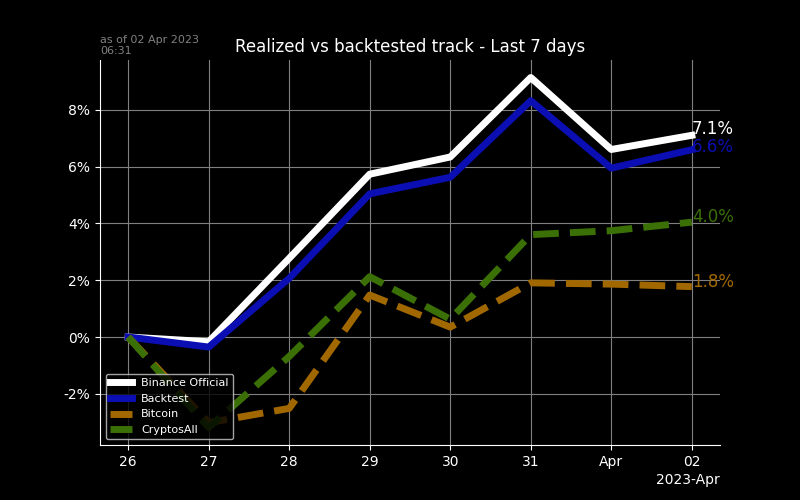 as of 02 Apr 2023
06:31
Realized vs backtested track - Last 7 days
8%
6%
4%
2%
0%
-2%
7.1%
6.6%
4.0%
1.8%
Binance Official
Backtest
Bitcoin
CryptosAll
26 27 28 29 30 31 Apr 02
2023-Apr